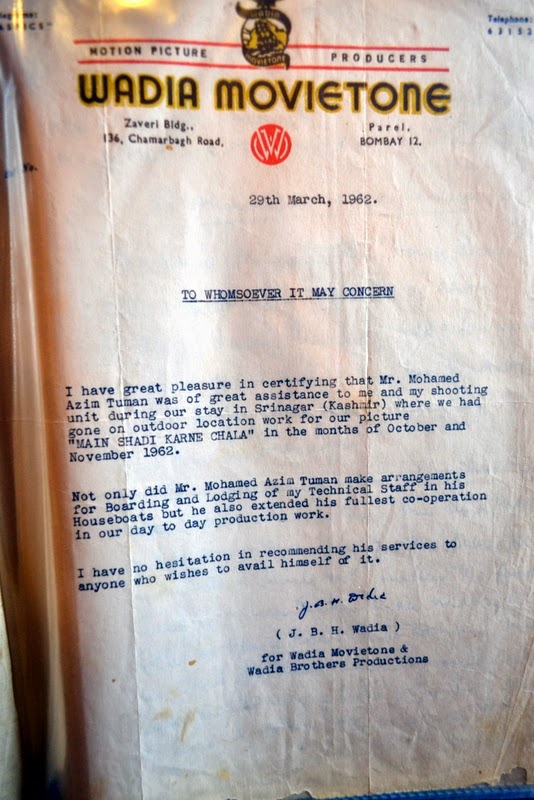 Telephone:
MOTION PICTURE PRODUCERS
WADIA
MOVIETONE
WADIA MOVIETONE
Zaveri Bldg.,
136, Chamarbagh Road,
Parel,
BOMBAY 12.
29th March, 1962.
TO WHOMSOEVER IT MAY CONCERN
I have great pleasure in certifying that Mr. Mohamed
Azim Tuman was of great assistance to me and my shooting
unit during our stay in Srinagar (Kashmir) where we had
gone on outdoor location work for our picture
"MAIN SHADI KARNE CHALA" in the months of October and
November 1962.
Not only did Mr. Mohamed Azim Tuman make arrangements
for Boarding and Lodging of my Technical Staff in his
Houseboats but he also extended his fullest co-operation
in our day to day production work.
I have no hesitation in recommending his services to
anyone who wishes to avail himself of it.
J. B. H. Wadia
( J. B. H. Wadia )
for Wadia Movietone &
Wadia Brothers Productions